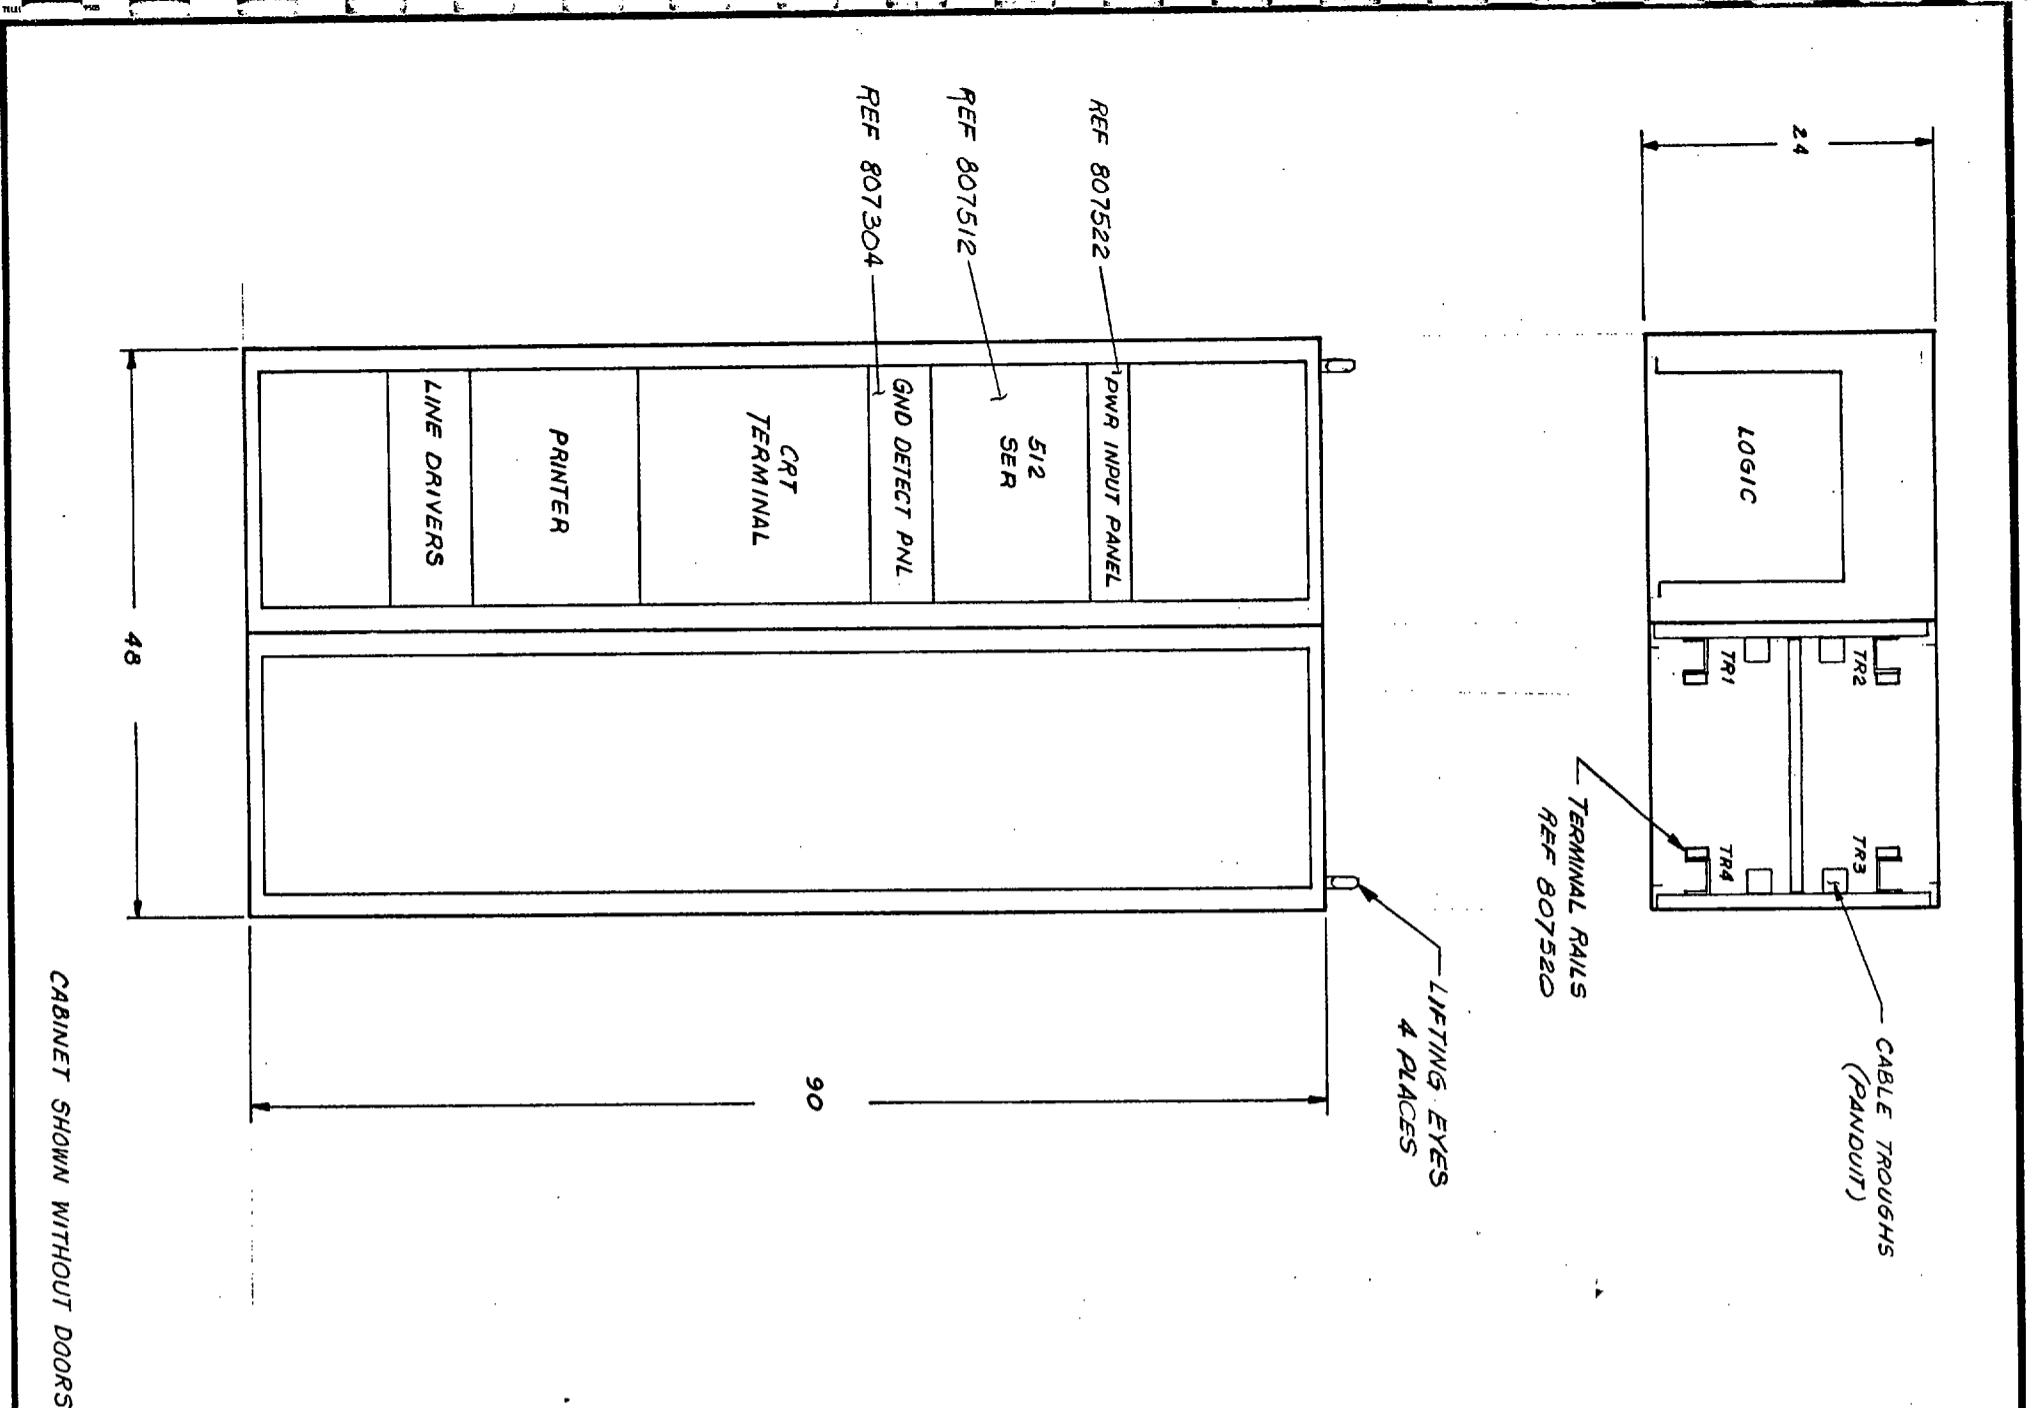 24
LOGIC
TR1
TR2
TR3
TR4
CABLE TROUGHS
(PANDUIT)
TERMINAL RAILS
REF 807520
LIFTING EYES
4 PLACES
REF 807522
REF 807512
REF 807304
PWR INPUT PANEL
512
SER
GND DETECT PNL
CRT
TERMINAL
PRINTER
LINE DRIVERS
90
48
CABINET SHOWN WITHOUT DOORS